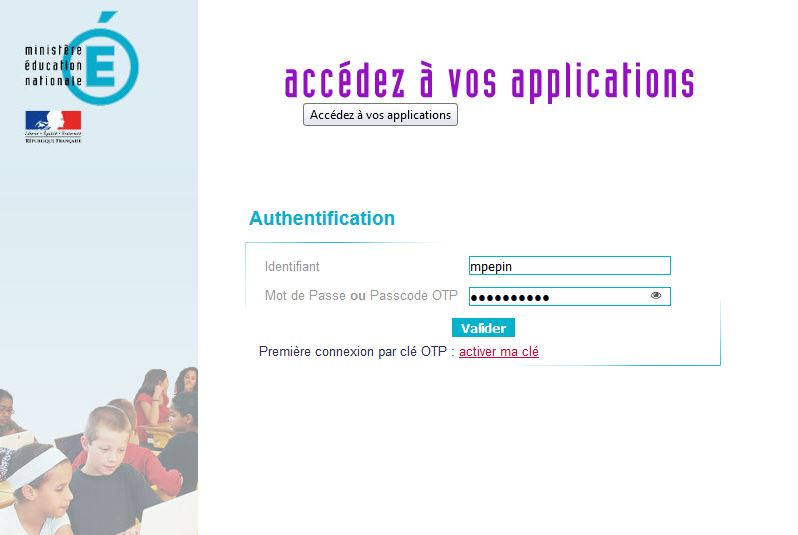 ministère
éducation
nationale
É
Liberté • Égalité • Fraternité
RÉPUBLIQUE FRANÇAISE
accédez à vos applications
Accédez à vos applications
Authentification
Identifiant mpepin
Mot de Passe ou Passcode OTP ●●●●●●●●●●
Valider
Première connexion par clé OTP : activer ma clé